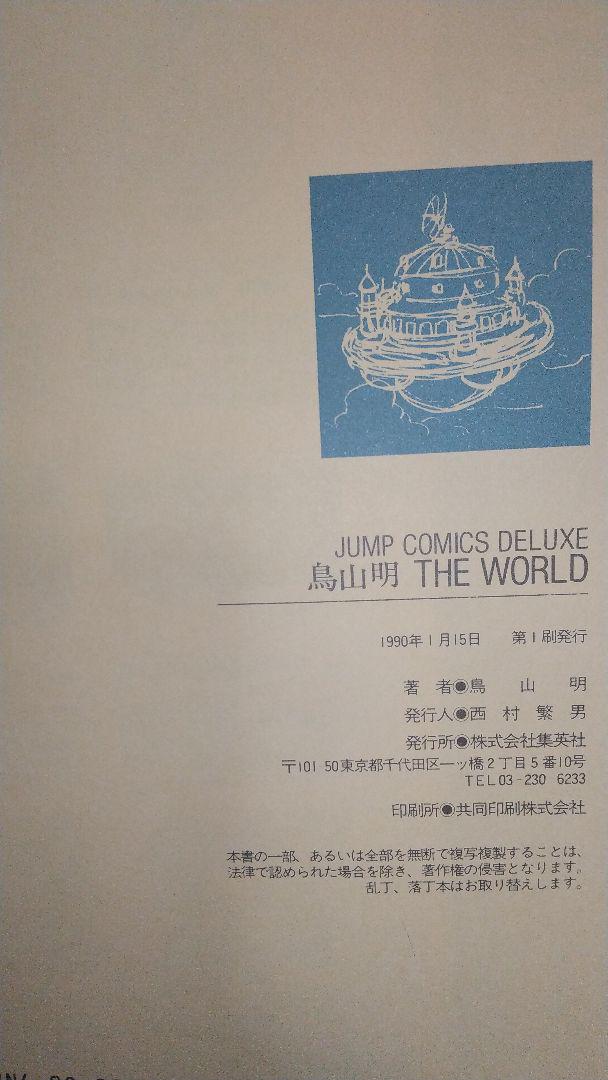 JUMP COMICS DELUXE
鳥山明 THE WORLD
1990年1月15日 第1刷発行
著者◉鳥山明
発行人◉西村繁男
発行所◉株式会社集英社
〒101-50東京都千代田区一ッ橋2丁目5番10号
TEL03-230-6233
印刷所◉共同印刷株式会社
本書の一部、あるいは全部を無断で複写複製することは、
法律で認められた場合を除き、著作権の侵害となります。
乱丁、落丁本はお取り替えします。